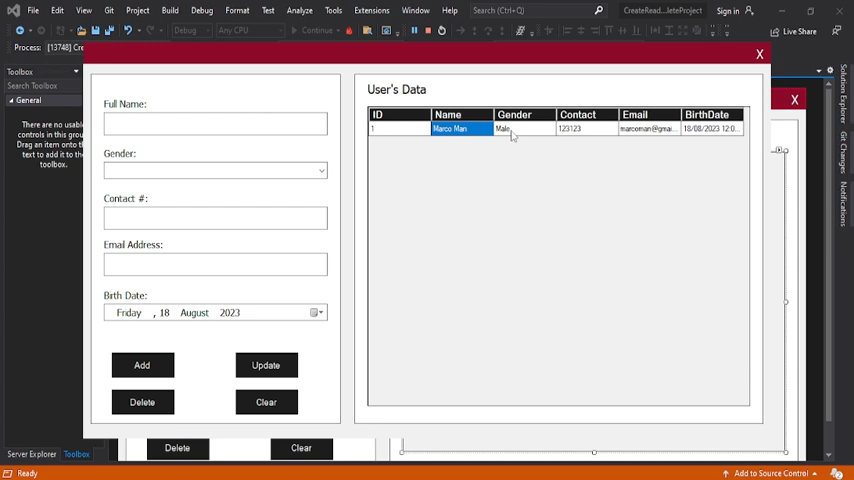 File Edit View Git Project Build Debug Format Test Analyze Tools Extensions Window Help Search (Ctrl+Q) CreateRead...leteProject Sign in
Debug Any CPU Continue Live Share
Process: [13748] Cre
X
Toolbox
Search Toolbox
General
There are no usable
controls in this group.
Drag an item onto this
text to add it to the
toolbox.
Full Name:
Gender:
Contact #:
Email Address:
Birth Date:
Friday , 18 August 2023
Add Update
Delete Clear
User's Data
ID Name Gender Contact Email BirthDate
1 Marco Man Male 123123 marcoman@gmai... 18/08/2023 12:0...
X
Solution Explorer
Git Changes
Notifications
Delete Clear
Server Explorer Toolbox
Ready Add to Source Control 2